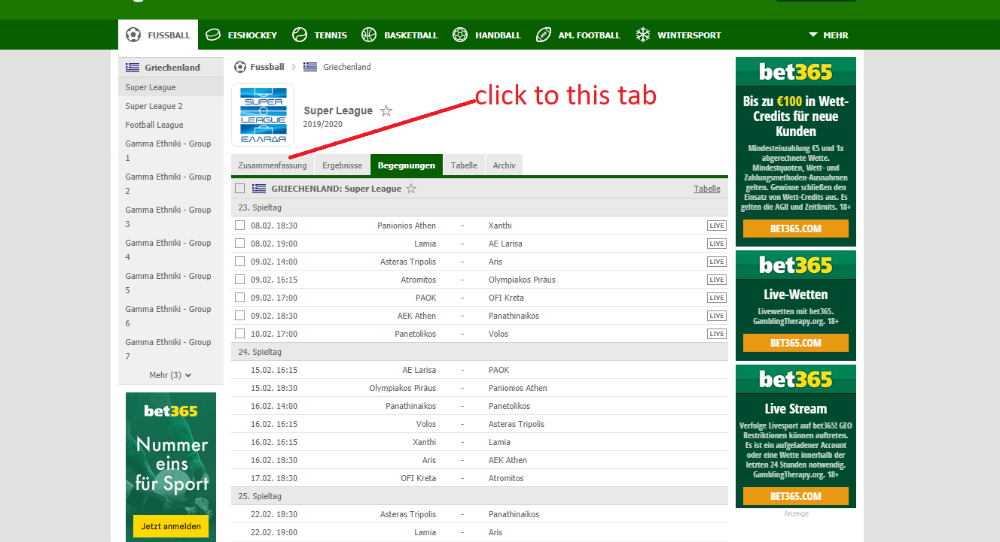 FUSSBALL EISHOCKEY TENNIS BASKETBALL HANDBALL AM. FOOTBALL WINTERSPORT MEHR
Griechenland
Super League
Super League 2
Football League
Gamma Ethniki - Group
1
Gamma Ethniki - Group
2
Gamma Ethniki - Group
3
Gamma Ethniki - Group
4
Gamma Ethniki - Group
5
Gamma Ethniki - Group
6
Gamma Ethniki - Group
7
Mehr (3)
bet365
Nummer
eins
für Sport
Jetzt anmelden
Fussball > Griechenland
SUPER
LEAGUE
ΕΛΛΑΔΑ
Super League
2019/2020
click to this tab
Zusammenfassung Ergebnisse Begegnungen Tabelle Archiv
GRIECHENLAND: Super League Tabelle
23. Spieltag
08.02. 18:30 Panionios Athen - Xanthi LIVE
08.02. 19:00 Lamia - AE Larisa LIVE
09.02. 14:00 Asteras Tripolis - Aris LIVE
09.02. 16:15 Atromitos - Olympiakos Piräus LIVE
09.02. 17:00 PAOK - OFI Kreta LIVE
09.02. 18:30 AEK Athen - Panathinaikos LIVE
10.02. 17:00 Panetolikos - Volos LIVE
24. Spieltag
15.02. 16:15 AE Larisa - PAOK
15.02. 18:30 Olympiakos Piräus - Panionios Athen
16.02. 14:00 Panathinaikos - Panetolikos
16.02. 16:15 Volos - Asteras Tripolis
16.02. 16:15 Xanthi - Lamia
16.02. 18:30 Aris - AEK Athen
17.02. 18:30 OFI Kreta - Atromitos
25. Spieltag
22.02. 18:30 Asteras Tripolis - Panathinaikos
22.02. 19:00 Lamia - Aris
bet365
Bis zu €100 in Wett-
Credits für neue
Kunden
Mindesteinzahlung €5 und 1x
abgerechnete Wette.
Mindestquoten, Wett- und
Zahlungsmethoden-Ausnahmen
gelten. Gewinne schließen den
Einsatz von Wett-Credits aus. Es
gelten die AGB und Zeitlimits. 18+
BET365.COM
bet365
Live-Wetten
Livewetten mit bet365.
GamblingTherapy.org. 18+
BET365.COM
bet365
Live Stream
Verfolge Livesport auf bet365! GEO
Restriktionen können auftreten.
Es ist ein aufgeladener Account
oder eine Wette innerhalb der
letzten 24 Stunden notwendig.
GamblingTherapy.org. 18+
BET365.COM
Anzeige